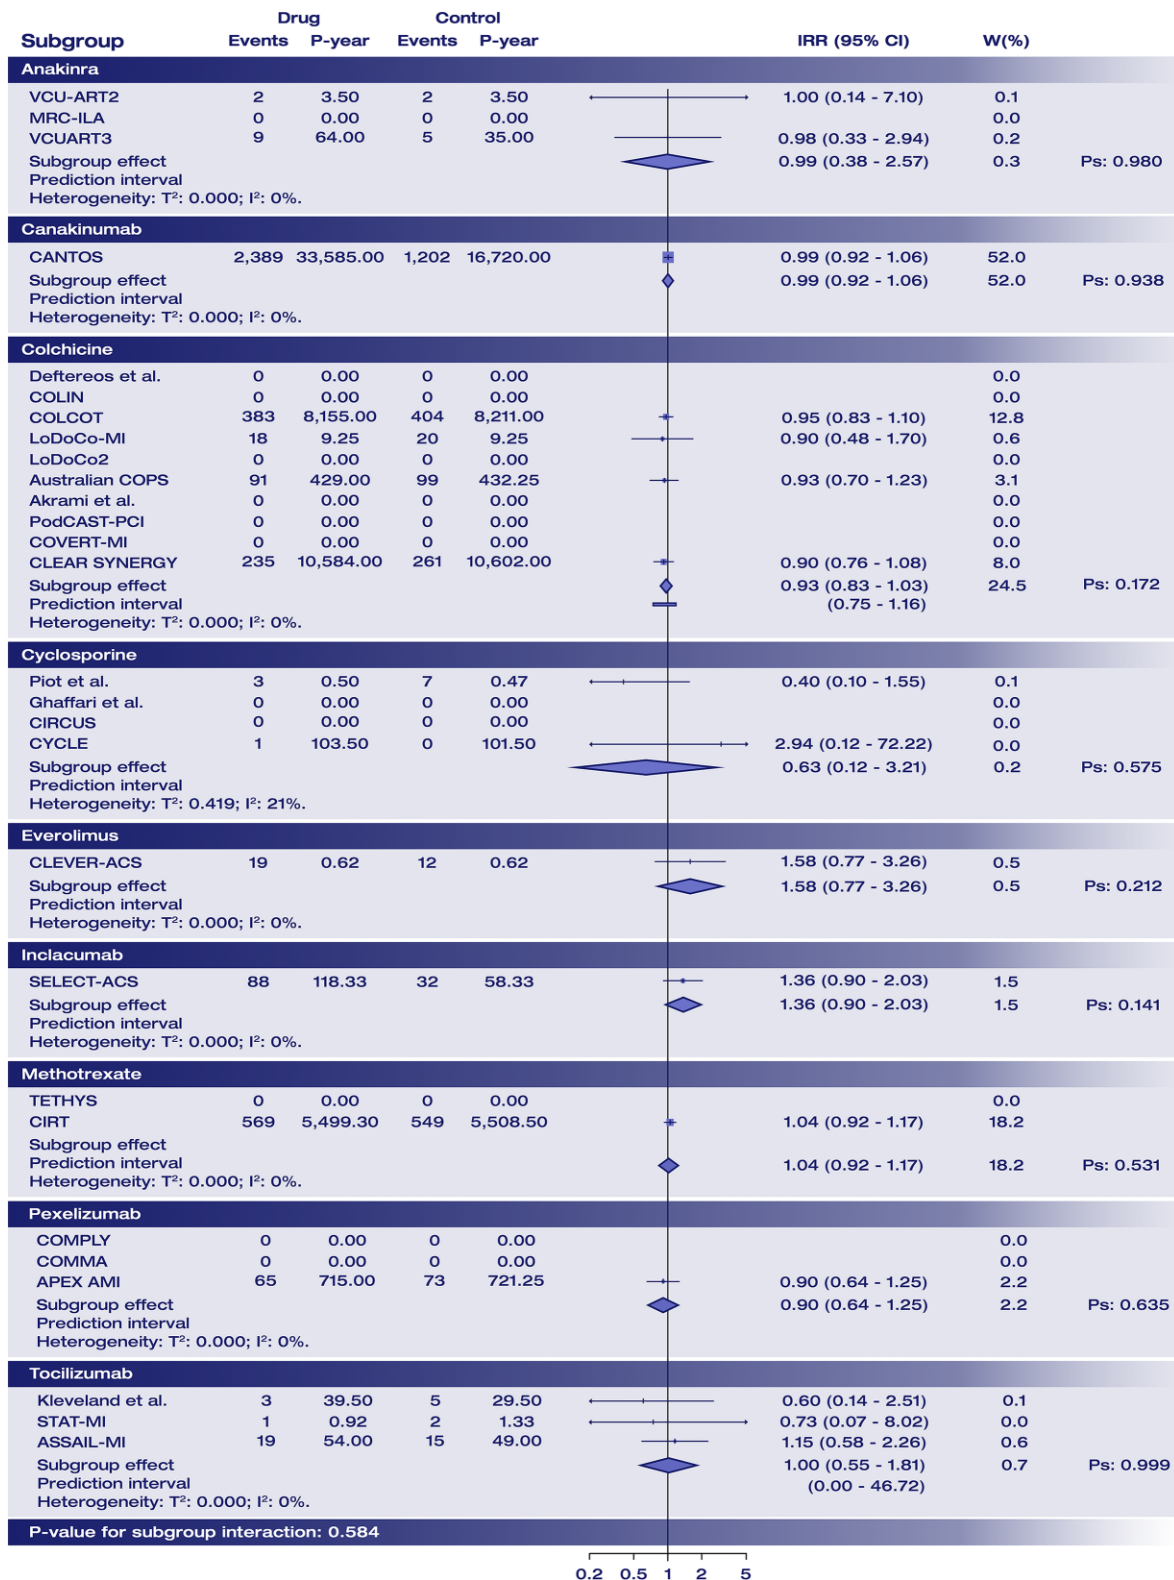 Drug Control
Subgroup Events P-year Events P-year IRR (95% CI) W(%)
Anakinra
VCU-ART2 2 3.50 2 3.50 1.00 (0.14 - 7.10) 0.1
MRC-ILA 0 0.00 0 0.00 0.0
VCUART3 9 64.00 5 35.00 0.98 (0.33 - 2.94) 0.2
Subgroup effect 0.99 (0.38 - 2.57) 0.3 Ps: 0.980
Prediction interval
Heterogeneity: T²: 0.000; I²: 0%.
Canakinumab
CANTOS 2,389 33,585.00 1,202 16,720.00 0.99 (0.92 - 1.06) 52.0
Subgroup effect 0.99 (0.92 - 1.06) 52.0 Ps: 0.938
Prediction interval
Heterogeneity: T²: 0.000; I²: 0%.
Colchicine
Deftereos et al. 0 0.00 0 0.00 0.0
COLIN 0 0.00 0 0.00 0.0
COLCOT 383 8,155.00 404 8,211.00 0.95 (0.83 - 1.10) 12.8
LoDoCo-MI 18 9.25 20 9.25 0.90 (0.48 - 1.70) 0.6
LoDoCo2 0 0.00 0 0.00 0.0
Australian COPS 91 429.00 99 432.25 0.93 (0.70 - 1.23) 3.1
Akrami et al. 0 0.00 0 0.00 0.0
PodCAST-PCI 0 0.00 0 0.00 0.0
COVERT-MI 0 0.00 0 0.00 0.0
CLEAR SYNERGY 235 10,584.00 261 10,602.00 0.90 (0.76 - 1.08) 8.0
Subgroup effect 0.93 (0.83 - 1.03) 24.5 Ps: 0.172
Prediction interval (0.75 - 1.16)
Heterogeneity: T²: 0.000; I²: 0%.
Cyclosporine
Piot et al. 3 0.50 7 0.47 0.40 (0.10 - 1.55) 0.1
Ghaffari et al. 0 0.00 0 0.00 0.0
CIRCUS 0 0.00 0 0.00 0.0
CYCLE 1 103.50 0 101.50 2.94 (0.12 - 72.22) 0.0
Subgroup effect 0.63 (0.12 - 3.21) 0.2 Ps: 0.575
Prediction interval
Heterogeneity: T²: 0.419; I²: 21%.
Everolimus
CLEVER-ACS 19 0.62 12 0.62 1.58 (0.77 - 3.26) 0.5
Subgroup effect 1.58 (0.77 - 3.26) 0.5 Ps: 0.212
Prediction interval
Heterogeneity: T²: 0.000; I²: 0%.
Inclacumab
SELECT-ACS 88 118.33 32 58.33 1.36 (0.90 - 2.03) 1.5
Subgroup effect 1.36 (0.90 - 2.03) 1.5 Ps: 0.141
Prediction interval
Heterogeneity: T²: 0.000; I²: 0%.
Methotrexate
TETHYS 0 0.00 0 0.00 0.0
CIRT 569 5,499.30 549 5,508.50 1.04 (0.92 - 1.17) 18.2
Subgroup effect
Prediction interval 1.04 (0.92 - 1.17) 18.2 Ps: 0.531
Heterogeneity: T²: 0.000; I²: 0%.
Pexelizumab
COMPLY 0 0.00 0 0.00 0.0
COMMA 0 0.00 0 0.00 0.0
APEX AMI 65 715.00 73 721.25 0.90 (0.64 - 1.25) 2.2
Subgroup effect 0.90 (0.64 - 1.25) 2.2 Ps: 0.635
Prediction interval
Heterogeneity: T²: 0.000; I²: 0%.
Tocilizumab
Kleveland et al. 3 39.50 5 29.50 0.60 (0.14 - 2.51) 0.1
STAT-MI 1 0.92 2 1.33 0.73 (0.07 - 8.02) 0.0
ASSAIL-MI 19 54.00 15 49.00 1.15 (0.58 - 2.26) 0.6
Subgroup effect 1.00 (0.55 - 1.81) 0.7 Ps: 0.999
Prediction interval (0.00 - 46.72)
Heterogeneity: T²: 0.000; I²: 0%.
P-value for subgroup interaction: 0.584
0.2 0.5 1 2 5